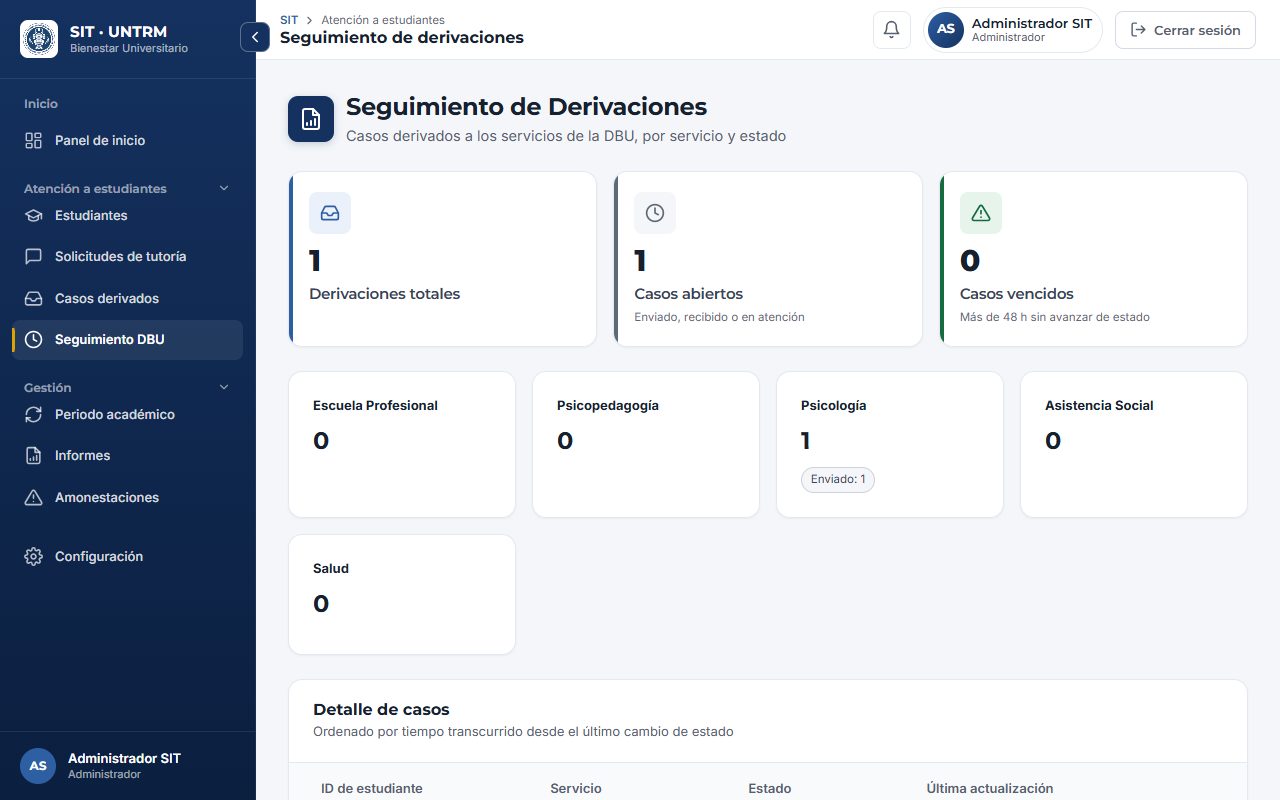 SIT · UNTRM
Bienestar Universitario
Inicio
Panel de inicio
Atención a estudiantes
Estudiantes
Solicitudes de tutoría
Casos derivados
Seguimiento DBU
Gestión
Periodo académico
Informes
Amonestaciones
Configuración
AS
Administrador SIT
Administrador
SIT > Atención a estudiantes
Seguimiento de derivaciones
AS
Administrador SIT
Administrador
Cerrar sesión
Seguimiento de Derivaciones
Casos derivados a los servicios de la DBU, por servicio y estado
1
Derivaciones totales
1
Casos abiertos
Enviado, recibido o en atención
0
Casos vencidos
Más de 48 h sin avanzar de estado
Escuela Profesional
0
Psicopedagogía
0
Psicología
1
Enviado: 1
Asistencia Social
0
Salud
0
Detalle de casos
Ordenado por tiempo transcurrido desde el último cambio de estado
ID de estudiante Servicio Estado Última actualización